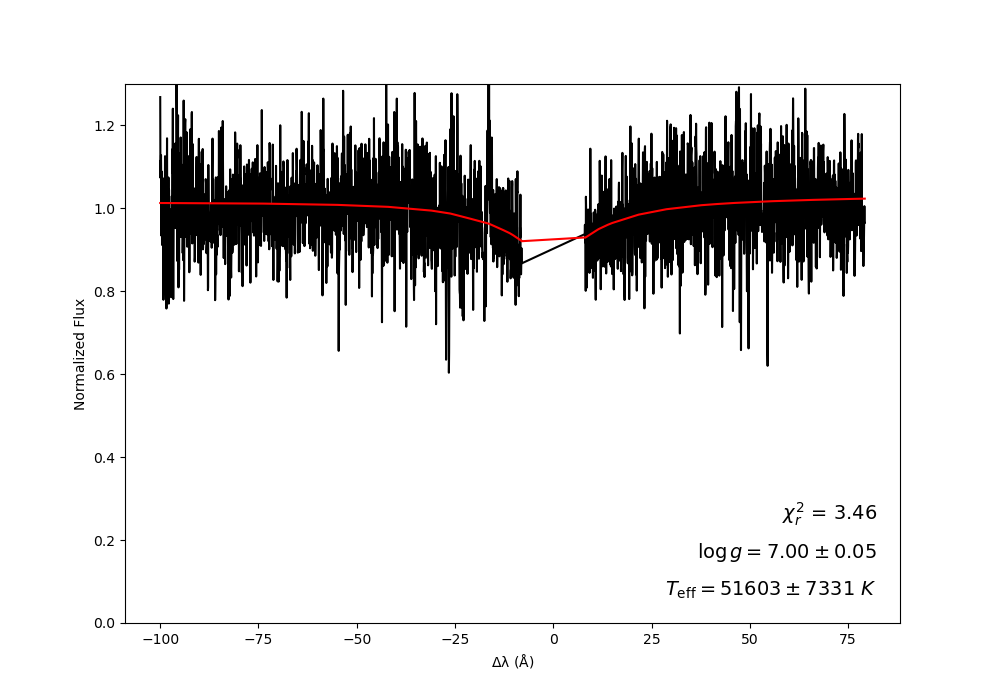 1.2
1.0
0.8
0.6
0.4
0.2
0.0
Normalized Flux
χ²ᵣ = 3.46
log g = 7.00 ± 0.05
T_eff = 51603 ± 7331 K
−100 −75 −50 −25 0 25 50 75
Δλ (Å)